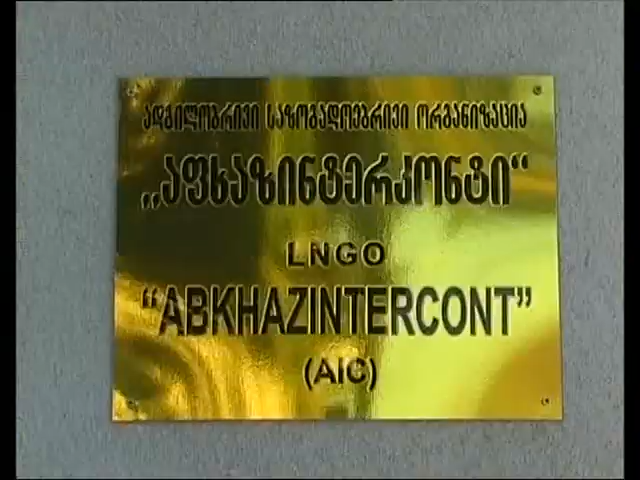 ადგილობრივი საზოგადოებრივი ორგანიზაცია
„აფხაზინტერკონტი“
LNGO
“ABKHAZINTERCONT”
(AIC)